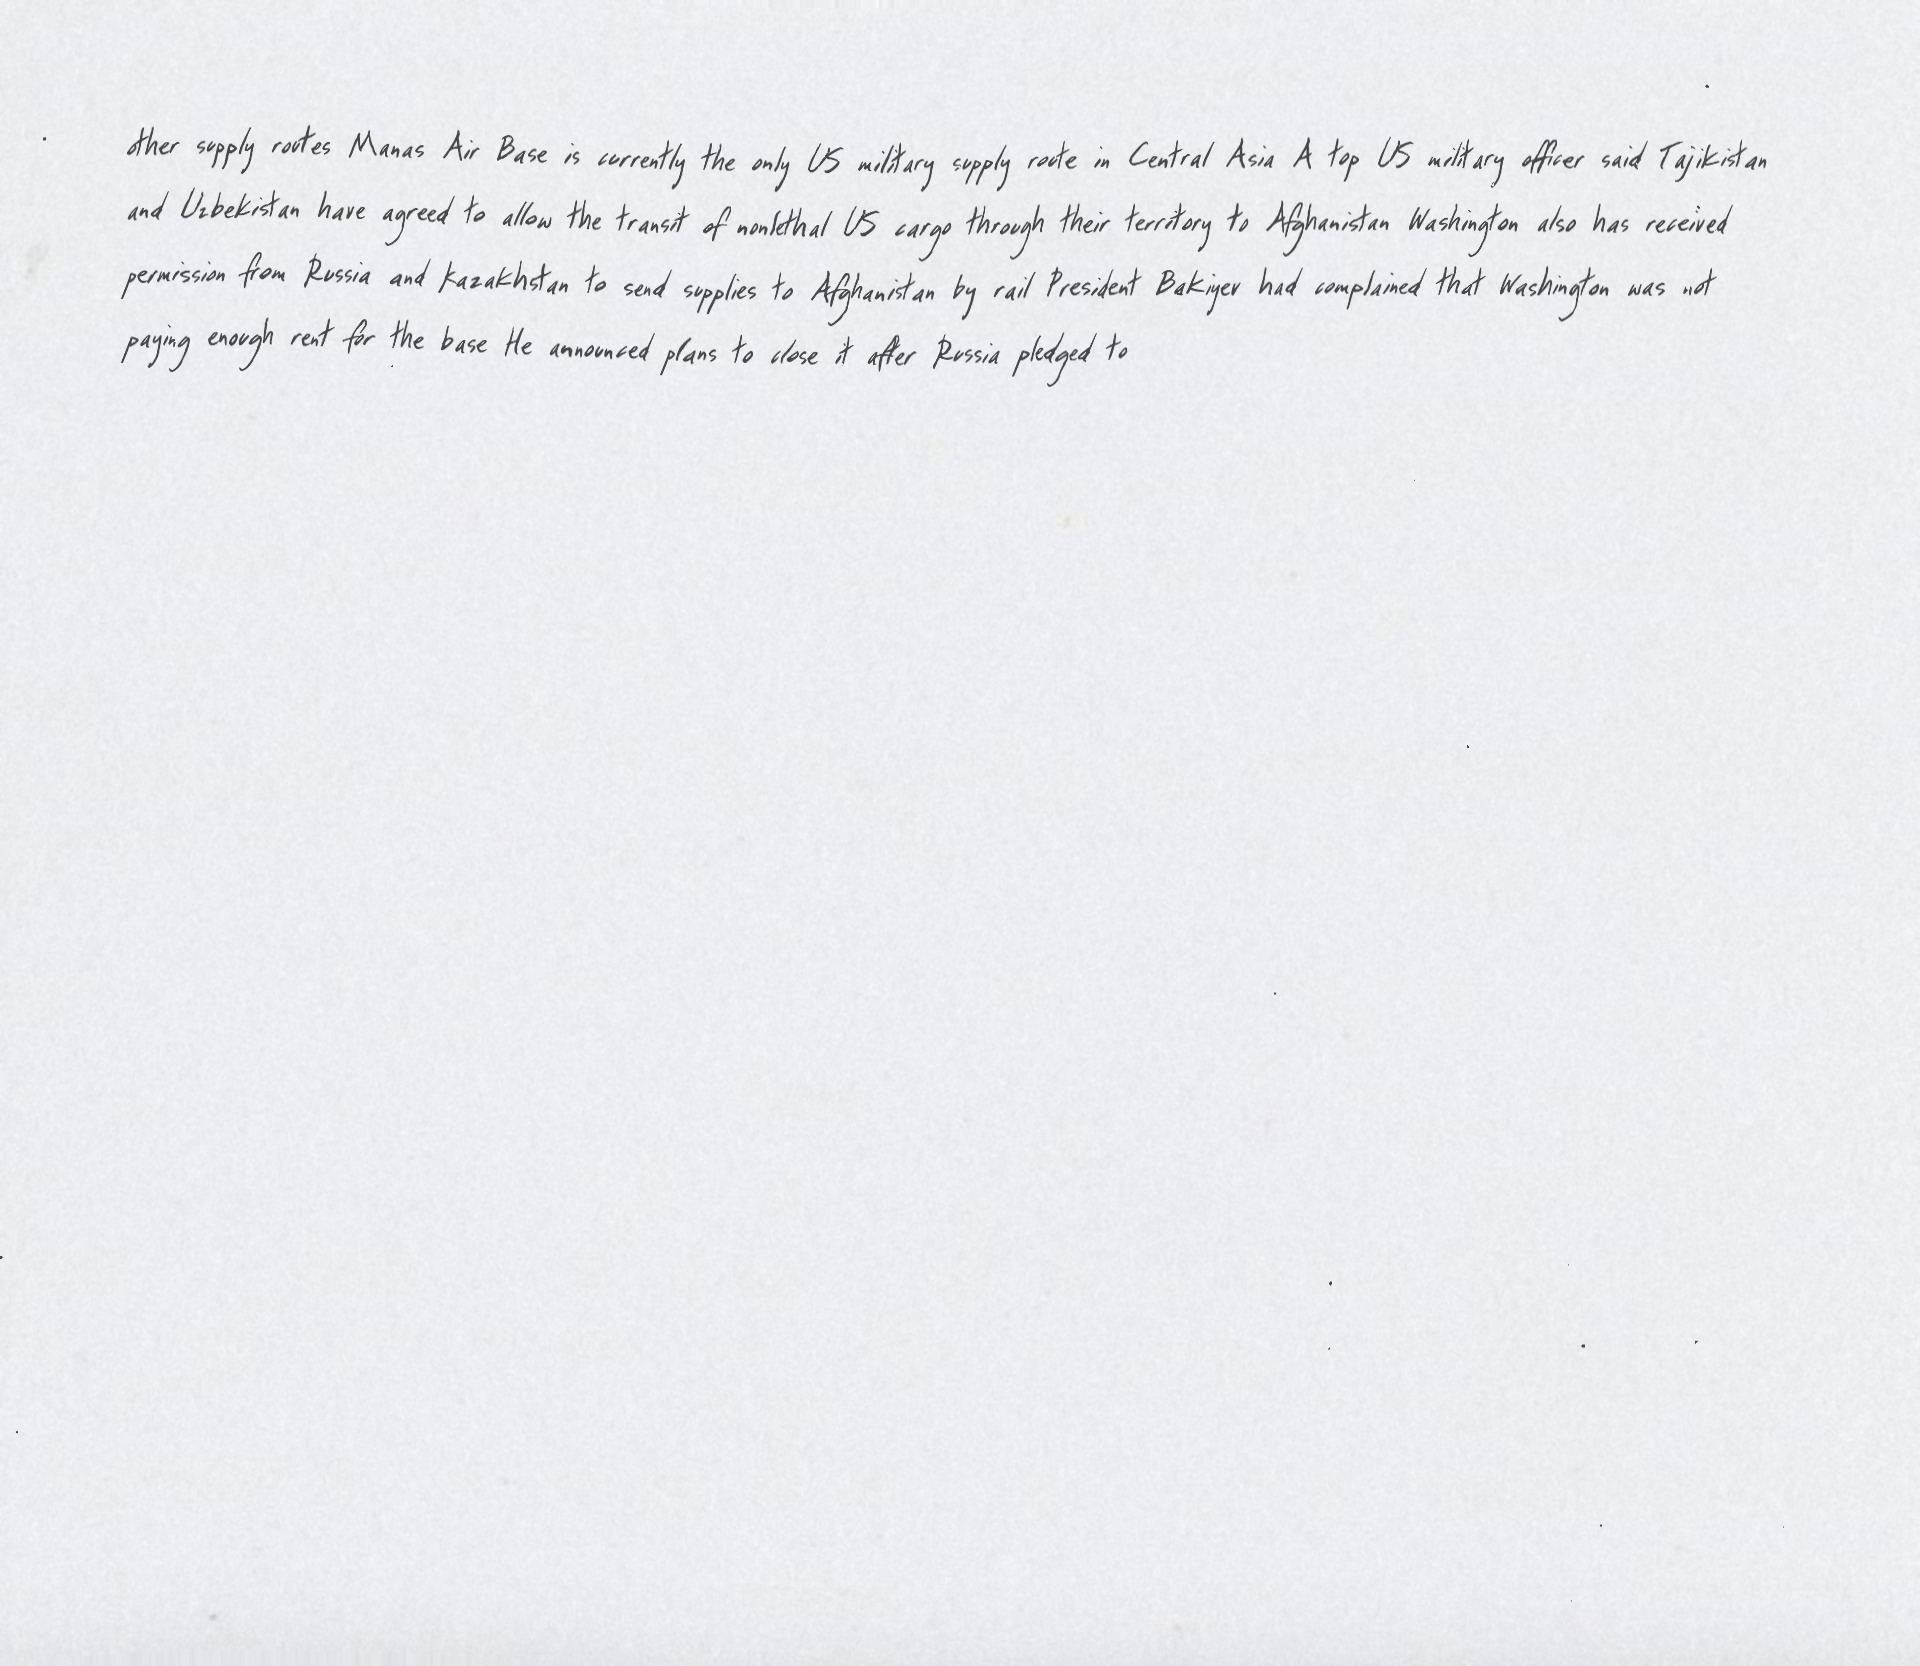 other supply routes Manas Air Base is currently the only US military supply route in Central Asia A top US military officer said Tajikistan
and Uzbekistan have agreed to allow the transit of nonlethal US cargo through their territory to Afghanistan Washington also has received
permission from Russia and Kazakhstan to send supplies to Afghanistan by rail President Bakiyev had complained that Washington was not
paying enough rent for the base He announced plans to close it after Russia pledged to